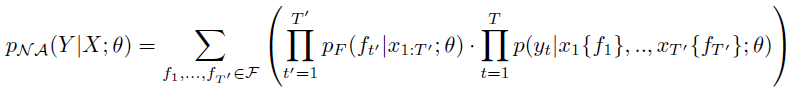 p_{\mathcal{NA}}(Y|X;\theta) = \sum_{f_1,\ldots,f_{T'} \in \mathcal{F}} \left( \prod_{t'=1}^{T'} p_F(f_{t'}|x_{1:T'};\theta) \cdot \prod_{t=1}^{T} p(y_t|x_1\{f_1\},..,x_{T'}\{f_{T'}\};\theta) \right)